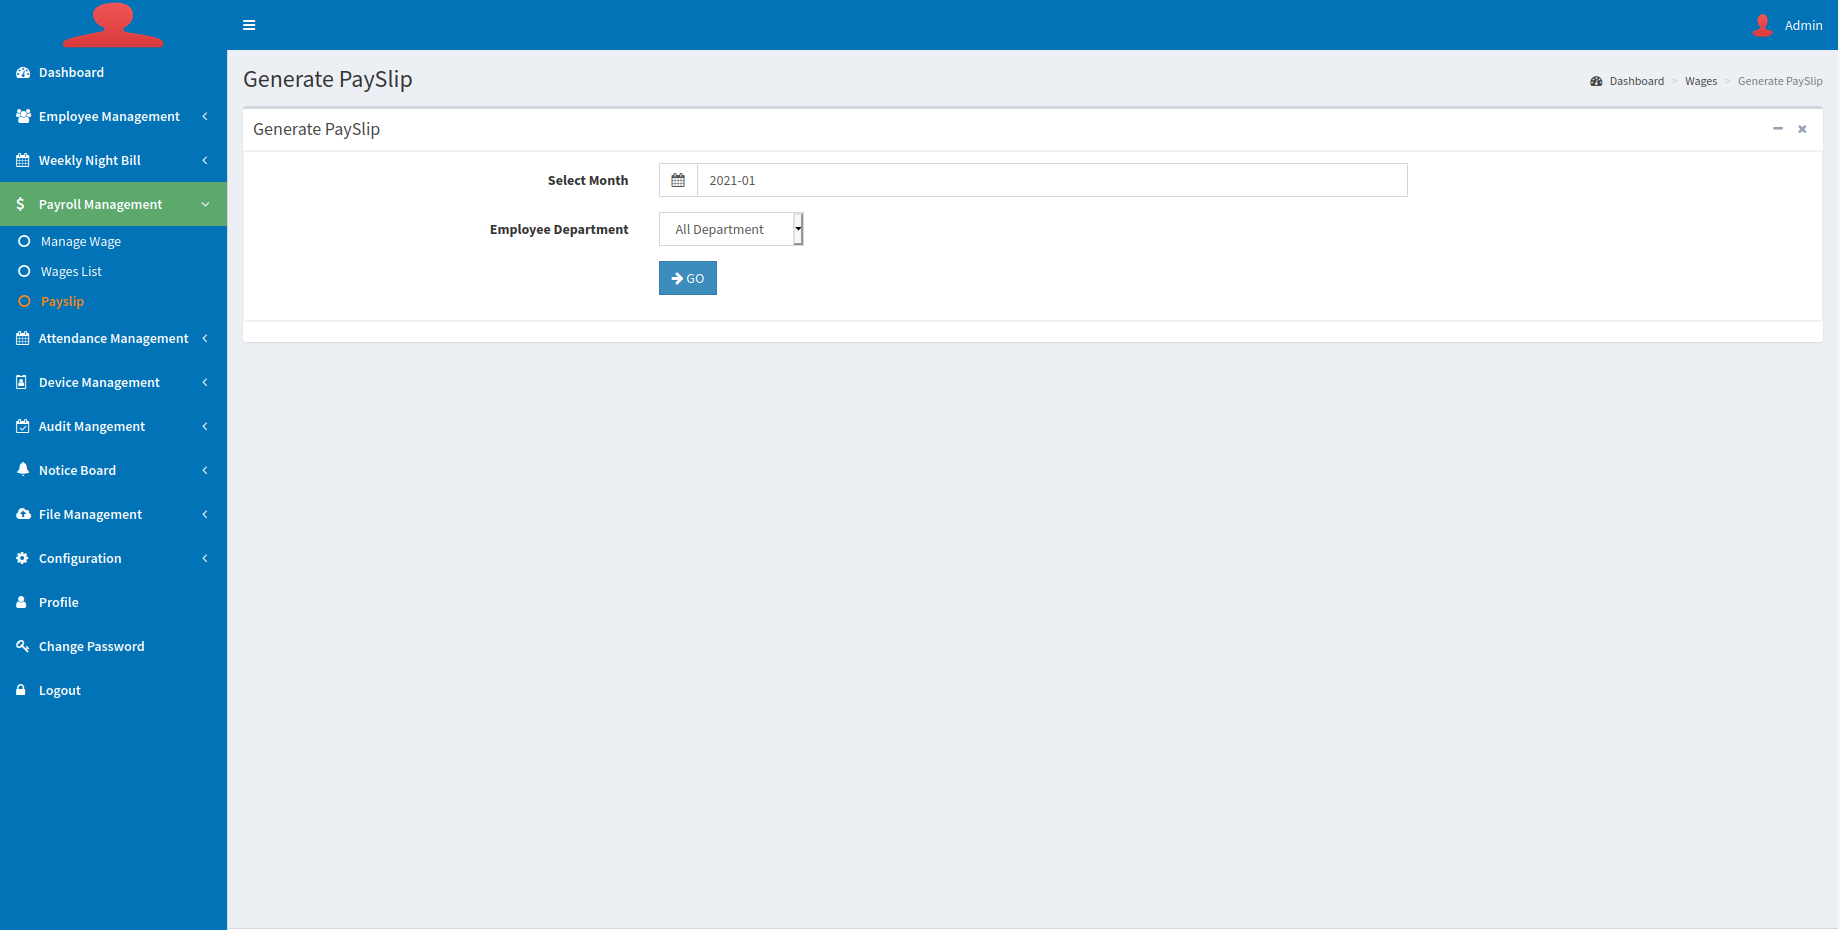 Admin
Dashboard
Employee Management
Weekly Night Bill
Payroll Management
Manage Wage
Wages List
Payslip
Attendance Management
Device Management
Audit Mangement
Notice Board
File Management
Configuration
Profile
Change Password
Logout
Generate PaySlip
Dashboard > Wages > Generate PaySlip
Generate PaySlip
Select Month 2021-01
Employee Department All Department
GO